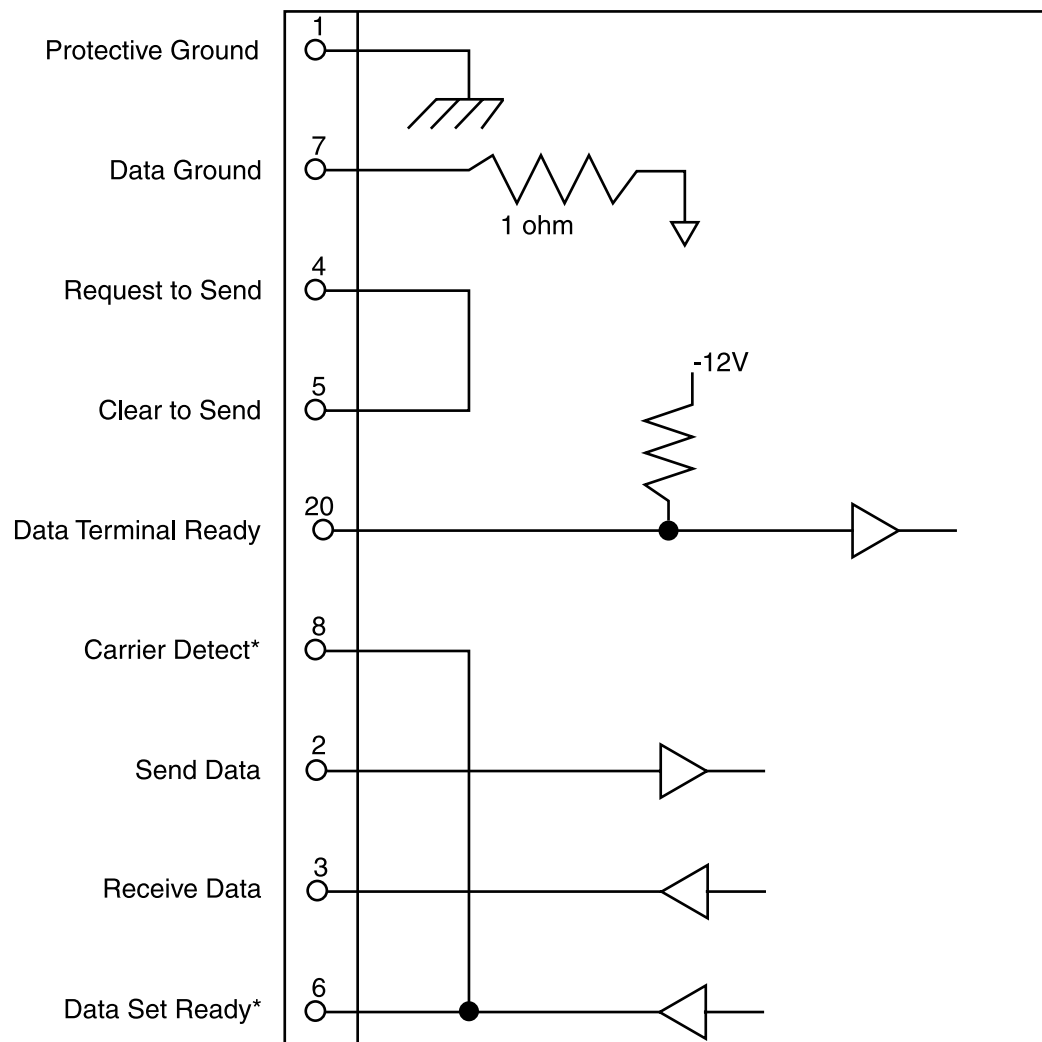 Protective Ground 1
Data Ground 7
1 ohm
Request to Send 4
-12V
Clear to Send 5
Data Terminal Ready 20
Carrier Detect* 8
Send Data 2
Receive Data 3
Data Set Ready* 6